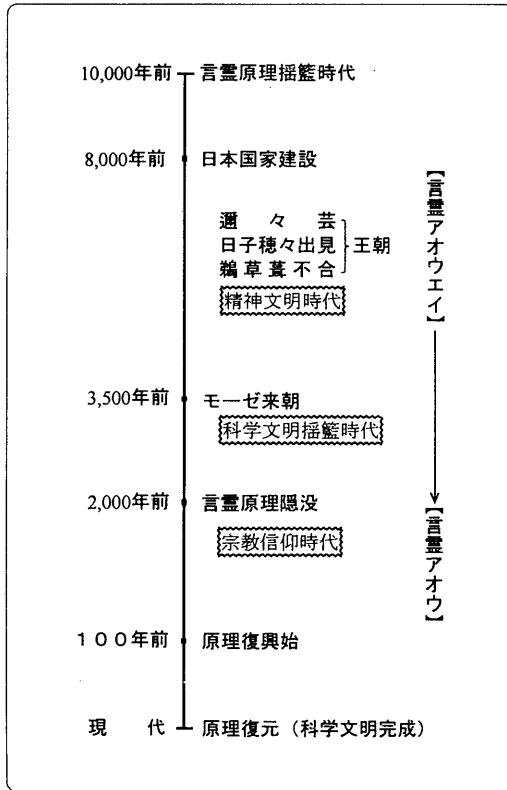 10,000年前 言霊原理揺籃時代
8,000年前 日本国家建設
邇々芸
日子穂々出見 王朝
鵜草葺不合
精神文明時代
【言霊アオウエイ】
3,500年前 モーゼ来朝
科学文明揺籃時代
2,000年前 言霊原理隠没
宗教信仰時代
【言霊アオウ】
100年前 原理復興始
現代 原理復元（科学文明完成）